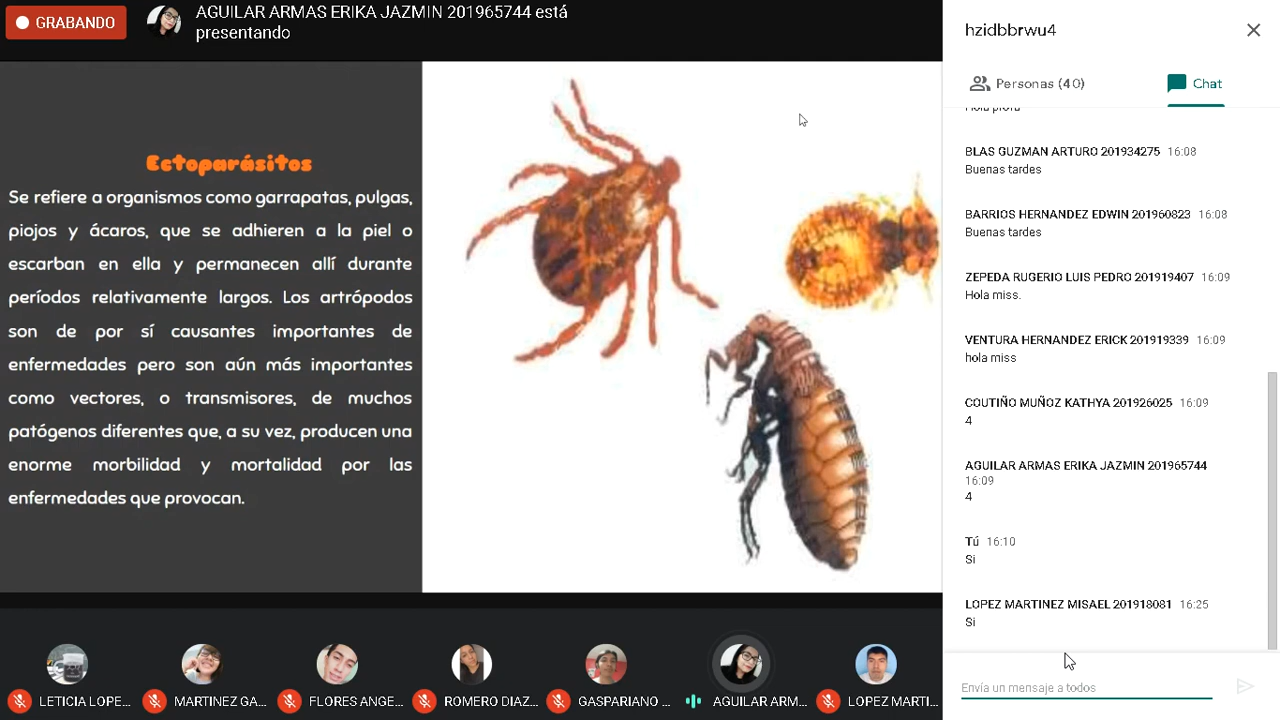 GRABANDO
AGUILAR ARMAS ERIKA JAZMIN 201965744 está
presentando
Ectoparásitos
Se refiere a organismos como garrapatas, pulgas,
piojos y ácaros, que se adhieren a la piel o
escarban en ella y permanecen allí durante
períodos relativamente largos. Los artrópodos
son de por sí causantes importantes de
enfermedades pero son aún más importantes
como vectores, o transmisores, de muchos
patógenos diferentes que, a su vez, producen una
enorme morbilidad y mortalidad por las
enfermedades que provocan.
LETICIA LOPE...
MARTINEZ GA...
FLORES ANGE...
ROMERO DIAZ...
GASPARIANO ...
AGUILAR ARM...
LOPEZ MARTI...
hzidbbrwu4
Personas (40)
Chat
BLAS GUZMAN ARTURO 201934275 16:08
Buenas tardes
BARRIOS HERNANDEZ EDWIN 201960823 16:08
Buenas tardes
ZEPEDA RUGERIO LUIS PEDRO 201919407 16:09
Hola miss.
VENTURA HERNANDEZ ERICK 201919339 16:09
hola miss
COUTIÑO MUÑOZ KATHYA 201926025 16:09
4
AGUILAR ARMAS ERIKA JAZMIN 201965744
16:09
4
Tú 16:10
Si
LOPEZ MARTINEZ MISAEL 201918081 16:25
Si
Envía un mensaje a todos